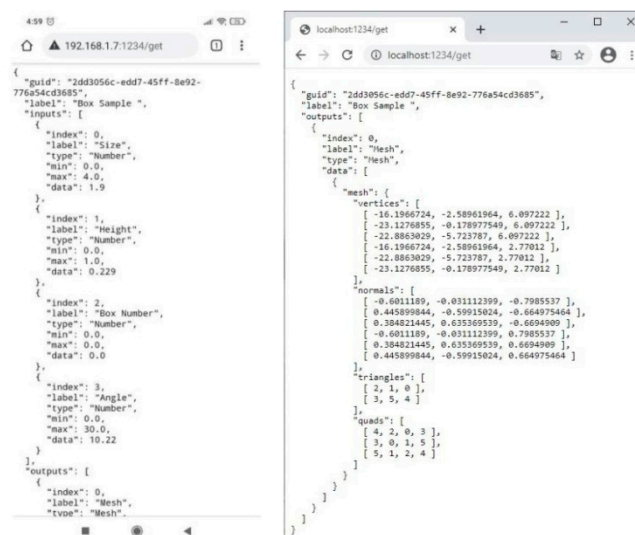 4:59
192.168.1.7:1234/get
1
{
"guid": "2dd3056c-edd7-45ff-8e92-
776a54cd3685",
"label": "Box Sample ",
"inputs": [
{
"index": 0,
"label": "Size",
"type": "Number",
"min": 0.0,
"max": 4.0,
"data": 1.9
},
{
"index": 1,
"label": "Height",
"type": "Number",
"min": 0.0,
"max": 1.0,
"data": 0.229
},
{
"index": 2,
"label": "Box Number",
"type": "Number",
"min": 0.0,
"max": 0.0,
"data": 0.0
},
{
"index": 3,
"label": "Angle",
"type": "Number",
"min": 0.0,
"max": 30.0,
"data": 10.22
}
],
"outputs": [
{
"index": 0,
"label": "Mesh",
"type": "Mesh",
localhost:1234/get
localhost:1234/get
{
"guid": "2dd3056c-edd7-45ff-8e92-776a54cd3685",
"label": "Box Sample ",
"outputs": [
{
"index": 0,
"label": "Mesh",
"type": "Mesh",
"data": [
{
"mesh": {
"vertices": [
[ -16.1966724, -2.58961964, 6.097222 ],
[ -23.1276855, -0.178977549, 6.097222 ],
[ -22.8863029, -5.723787, 6.097222 ],
[ -16.1966724, -2.58961964, 2.77012 ],
[ -22.8863029, -5.723787, 2.77012 ],
[ -23.1276855, -0.178977549, 2.77012 ]
],
"normals": [
[ -0.6011189, -0.031112399, -0.7985537 ],
[ 0.445899844, -0.59915024, -0.664975464 ],
[ 0.384821445, 0.635369539, -0.6694909 ],
[ -0.6011189, -0.031112399, 0.7985537 ],
[ 0.384821445, 0.635369539, 0.6694909 ],
[ 0.445899844, -0.59915024, 0.664975464 ]
],
"triangles": [
[ 2, 1, 0 ],
[ 3, 5, 4 ]
],
"quads": [
[ 4, 2, 0, 3 ],
[ 3, 0, 1, 5 ],
[ 5, 1, 2, 4 ]
]
}
}
]
}
]
}